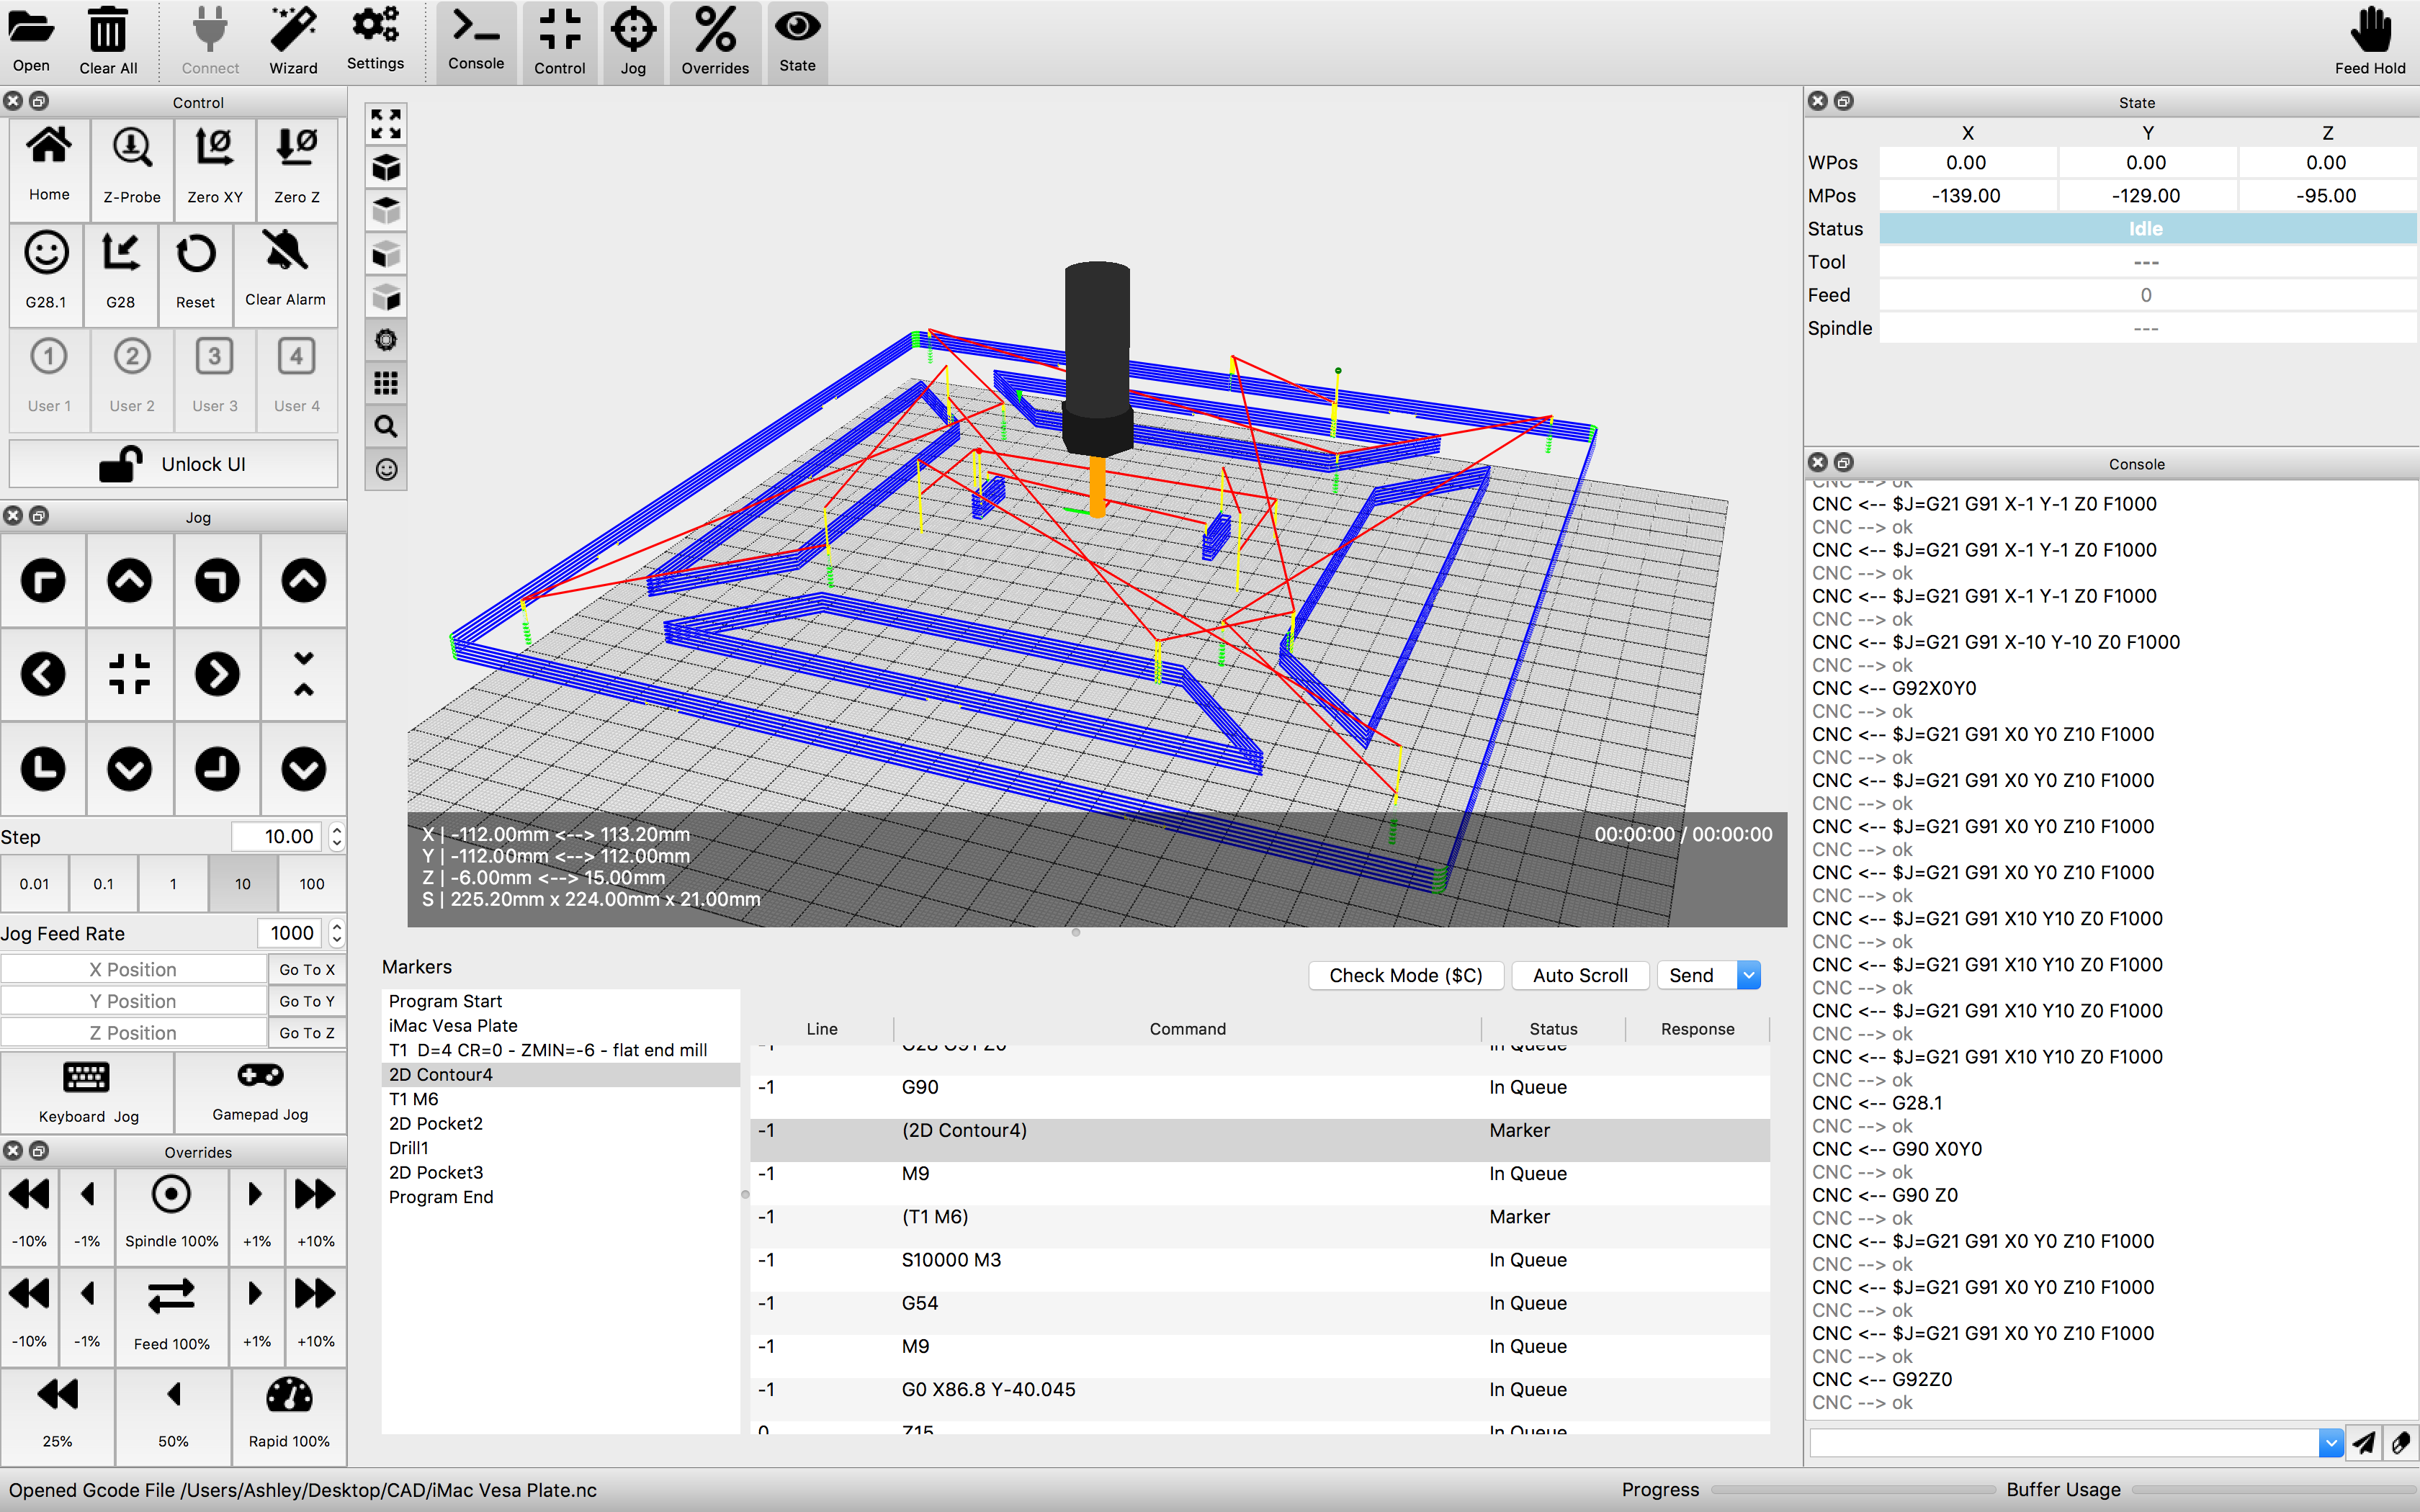 Open
Clear All
Connect
Wizard
Settings
Console
Control
Jog
Overrides
State
Feed Hold
Control
Home
Z-Probe
Zero XY
Zero Z
G28.1
G28
Reset
Clear Alarm
1
2
3
4
User 1
User 2
User 3
User 4
Unlock UI
Jog
Step 10.00
0.01 0.1 1 10 100
Jog Feed Rate 1000
X Position Go To X
Y Position Go To Y
Z Position Go To Z
Keyboard Jog
Gamepad Jog
Overrides
-10% -1% Spindle 100% +1% +10%
-10% -1% Feed 100% +1% +10%
25% 50% Rapid 100%
X | -112.00mm <--> 113.20mm
Y | -112.00mm <--> 112.00mm
Z | -6.00mm <--> 15.00mm
S | 225.20mm x 224.00mm x 21.00mm
00:00:00 / 00:00:00
Markers
Program Start
iMac Vesa Plate
T1 D=4 CR=0 - ZMIN=-6 - flat end mill
2D Contour4
T1 M6
2D Pocket2
Drill1
2D Pocket3
Program End
Check Mode ($C)
Auto Scroll
Send
Line Command Status Response
-1 G28 G91 Z0 In Queue
-1 G90 In Queue
-1 (2D Contour4) Marker
-1 M9 In Queue
-1 (T1 M6) Marker
-1 S10000 M3 In Queue
-1 G54 In Queue
-1 M9 In Queue
-1 G0 X86.8 Y-40.045 In Queue
0 Z15 In Queue
State
X Y Z
WPos 0.00 0.00 0.00
MPos -139.00 -129.00 -95.00
Status Idle
Tool ---
Feed 0
Spindle ---
Console
CNC --> ok
CNC <-- $J=G21 G91 X-1 Y-1 Z0 F1000
CNC --> ok
CNC <-- $J=G21 G91 X-1 Y-1 Z0 F1000
CNC --> ok
CNC <-- $J=G21 G91 X-1 Y-1 Z0 F1000
CNC --> ok
CNC <-- $J=G21 G91 X-10 Y-10 Z0 F1000
CNC --> ok
CNC <-- G92X0Y0
CNC --> ok
CNC <-- $J=G21 G91 X0 Y0 Z10 F1000
CNC --> ok
CNC <-- $J=G21 G91 X0 Y0 Z10 F1000
CNC --> ok
CNC <-- $J=G21 G91 X0 Y0 Z10 F1000
CNC --> ok
CNC <-- $J=G21 G91 X0 Y0 Z10 F1000
CNC --> ok
CNC <-- $J=G21 G91 X10 Y10 Z0 F1000
CNC --> ok
CNC <-- $J=G21 G91 X10 Y10 Z0 F1000
CNC --> ok
CNC <-- $J=G21 G91 X10 Y10 Z0 F1000
CNC --> ok
CNC <-- $J=G21 G91 X10 Y10 Z0 F1000
CNC --> ok
CNC <-- G28.1
CNC --> ok
CNC <-- G90 X0Y0
CNC --> ok
CNC <-- G90 Z0
CNC --> ok
CNC <-- $J=G21 G91 X0 Y0 Z10 F1000
CNC --> ok
CNC <-- $J=G21 G91 X0 Y0 Z10 F1000
CNC --> ok
CNC <-- $J=G21 G91 X0 Y0 Z10 F1000
CNC --> ok
CNC <-- G92Z0
CNC --> ok
Opened Gcode File /Users/Ashley/Desktop/CAD/iMac Vesa Plate.nc
Progress
Buffer Usage